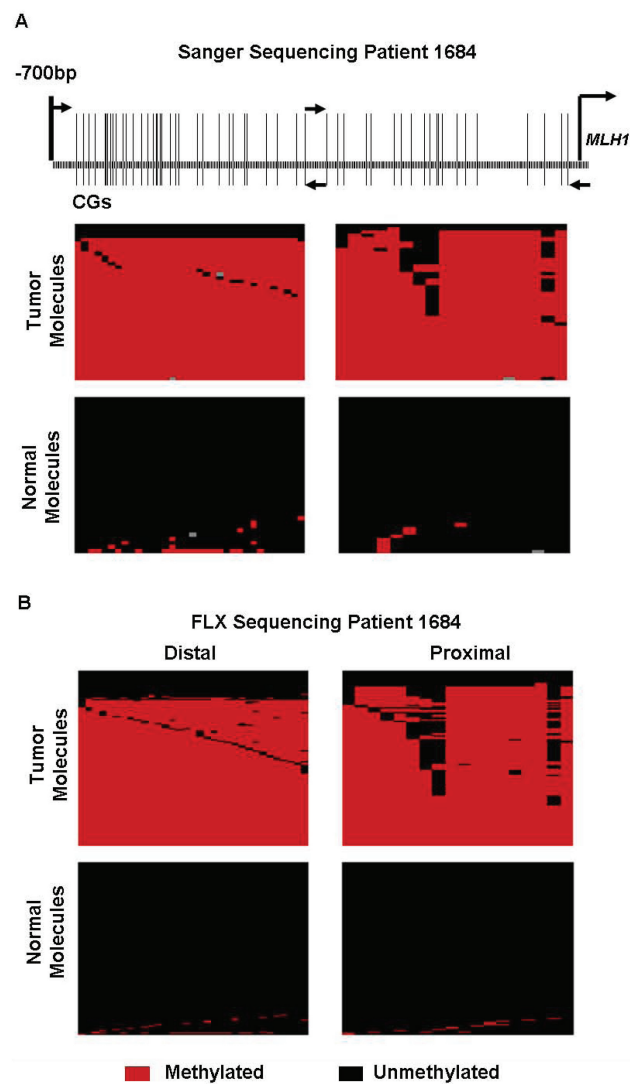 A
Sanger Sequencing Patient 1684
-700bp
MLH1
CGs
Tumor
Molecules
Normal
Molecules
B
FLX Sequencing Patient 1684
Distal
Proximal
Tumor
Molecules
Normal
Molecules
Methylated
Unmethylated